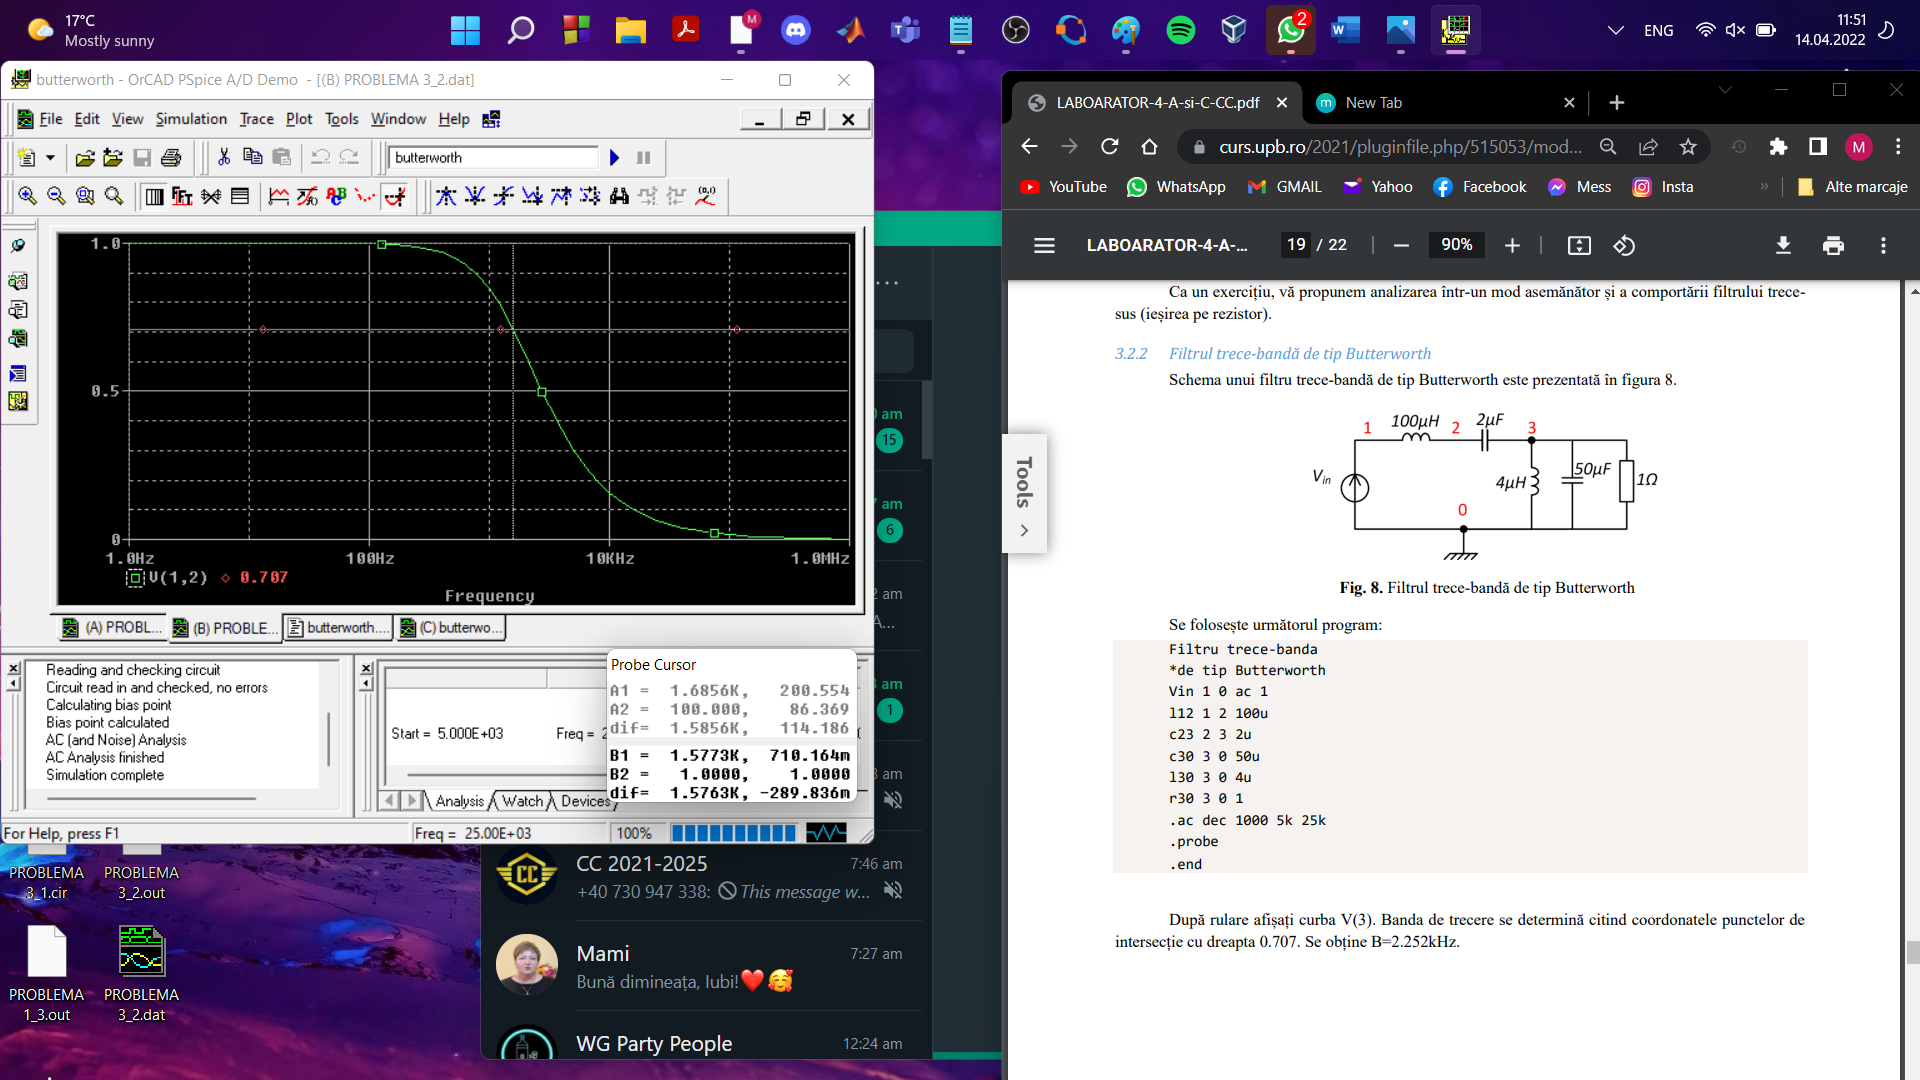 17°C
Mostly sunny
ENG
11:51
14.04.2022
butterworth - OrCAD PSpice A/D Demo - [(B) PROBLEMA 3_2.dat]
File Edit View Simulation Trace Plot Tools Window Help
butterworth
1.0
0.5
0
1.0Hz 100Hz 10KHz 1.0MHz
V(1,2) 0.707
Frequency
(A) PROBL... (B) PROBLE... butterworth.... (C) butterwo...
Reading and checking circuit
Circuit read in and checked, no errors
Calculating bias point
Bias point calculated
AC (and Noise) Analysis
AC Analysis finished
Simulation complete
Start = 5.000E+03 Freq = 2
Analysis Watch Devices
Probe Cursor
A1 = 1.6856K, 200.554
A2 = 100.000, 86.369
dif= 1.5856K, 114.186
B1 = 1.5773K, 710.164m
B2 = 1.0000, 1.0000
dif= 1.5763K, -289.836m
For Help, press F1
Freq = 25.00E+03
100%
PROBLEMA
3_1.cir
PROBLEMA
3_2.out
PROBLEMA
1_3.out
PROBLEMA
3_2.dat
am
15
am
6
am
A...
am
1
am
CC 2021-2025
7:46 am
+40 730 947 338: This message w...
Mami
7:27 am
Bună dimineața, Iubi!
WG Party People
12:24 am
LABOARATOR-4-A-si-C-CC.pdf
New Tab
curs.upb.ro/2021/pluginfile.php/515053/mod...
YouTube WhatsApp GMAIL Yahoo Facebook Mess Insta » Alte marcaje
LABOARATOR-4-A-... 19 / 22 90%
Tools
Ca un exercițiu, vă propunem analizarea într-un mod asemănător și a comportării filtrului trece-
sus (ieșirea pe rezistor).
3.2.2 Filtrul trece-bandă de tip Butterworth
Schema unui filtru trece-bandă de tip Butterworth este prezentată în figura 8.
1 100μH 2 2μF 3
Vin 4μH 50μF 1Ω
0
Fig. 8. Filtrul trece-bandă de tip Butterworth
Se folosește următorul program:
Filtru trece-banda
*de tip Butterworth
Vin 1 0 ac 1
l12 1 2 100u
c23 2 3 2u
c30 3 0 50u
l30 3 0 4u
r30 3 0 1
.ac dec 1000 5k 25k
.probe
.end
După rulare afișați curba V(3). Banda de trecere se determină citind coordonatele punctelor de
intersecție cu dreapta 0.707. Se obține B=2.252kHz.